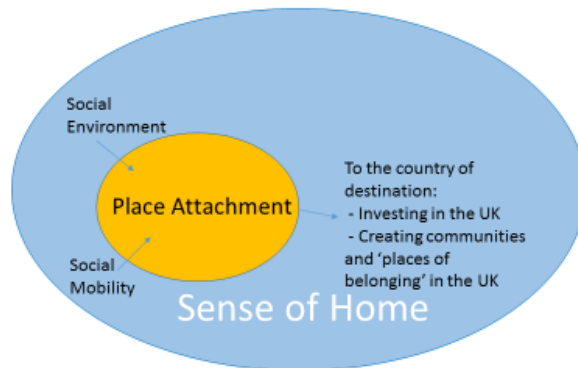 Social
Environment
Place Attachment
Social
Mobility
To the country of
destination:
- Investing in the UK
- Creating communities
and ‘places of
belonging’ in the UK
Sense of Home